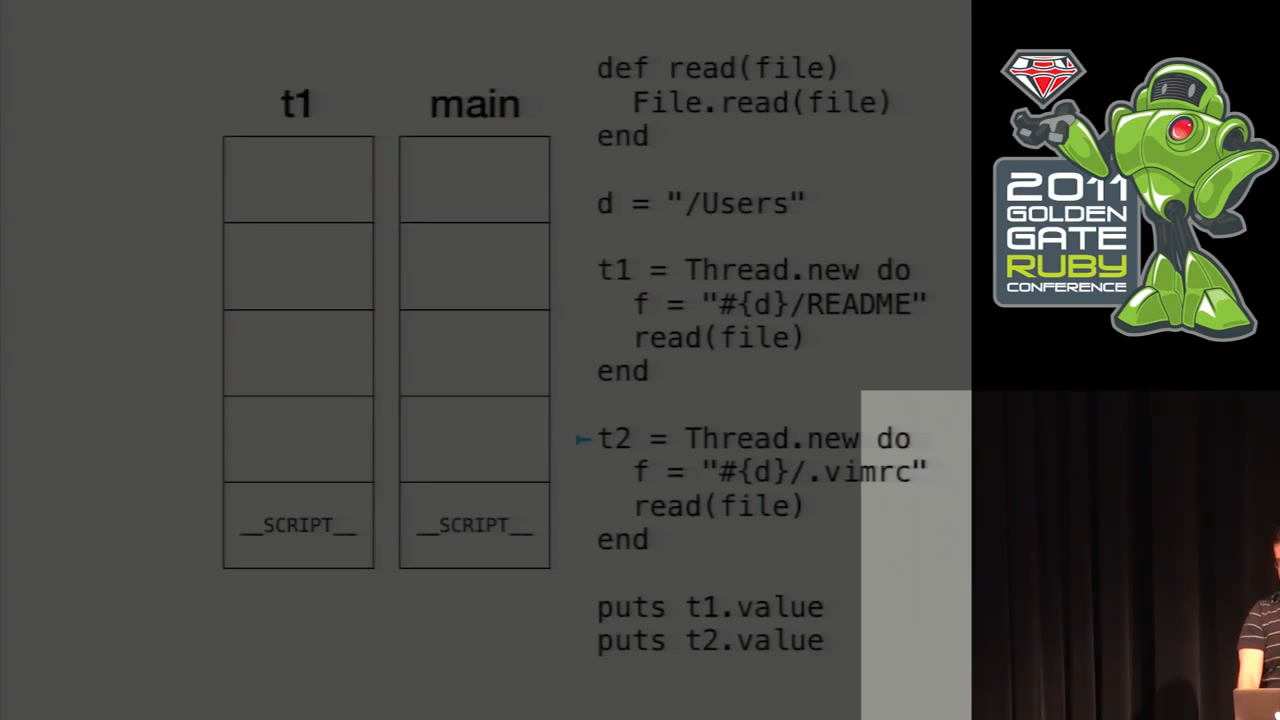 t1
main
__SCRIPT__
__SCRIPT__
def read(file)
  File.read(file)
end
d = "/Users"
t1 = Thread.new do
  f = "#{d}/README"
  read(file)
end
t2 = Thread.new do
  f = "#{d}/.vimrc"
  read(file)
end
puts t1.value
puts t2.value
2011
GOLDEN
GATE
RUBY
CONFERENCE